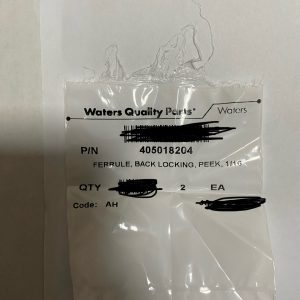 Waters Quality Parts® Waters
P/N 405018204
FERRULE, BACK LOCKING, PEEK, 1/16
QTY 2 EA
Code: AH